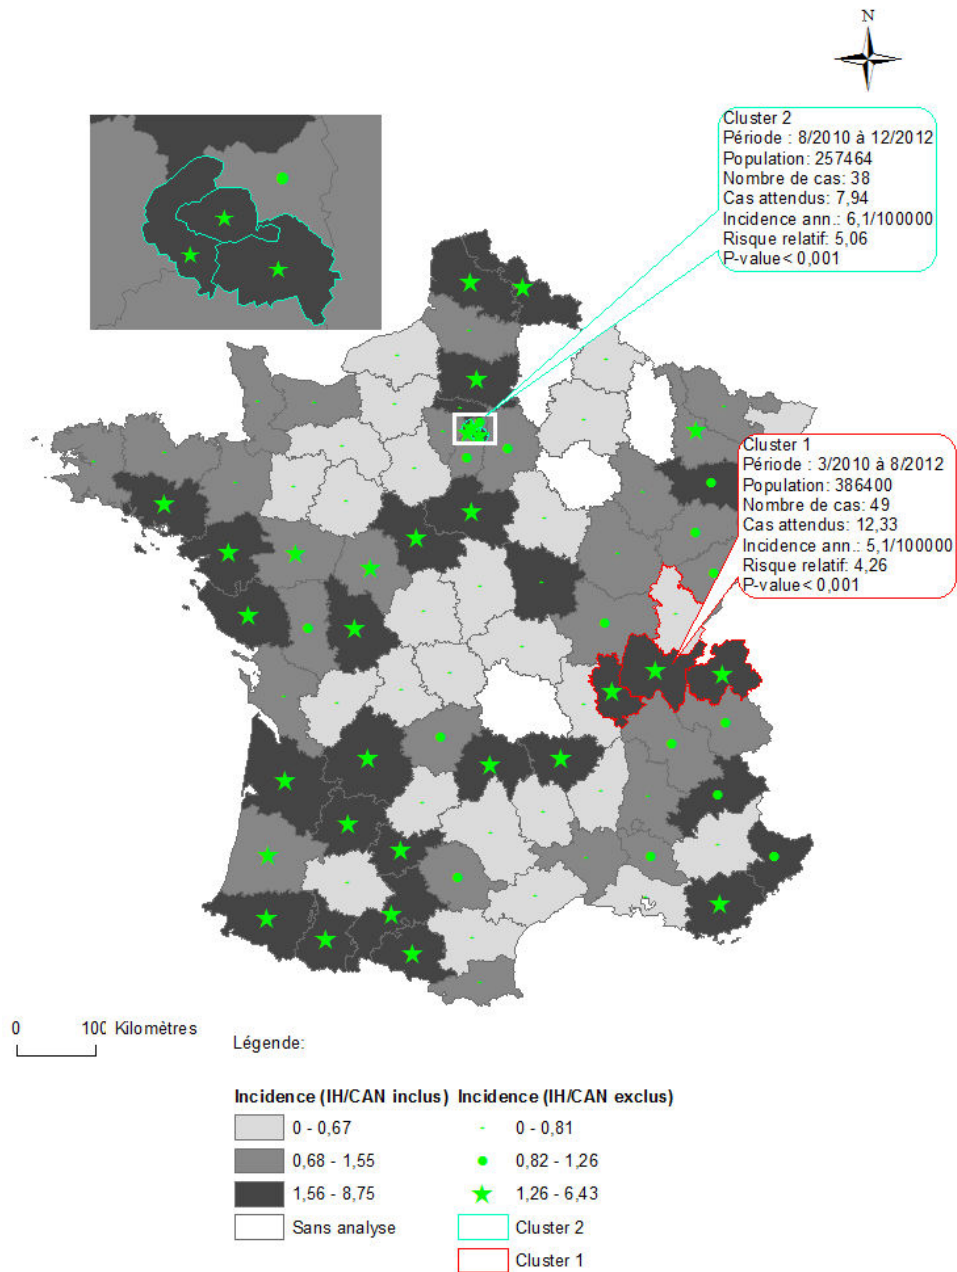 N
Cluster 2
Période : 8/2010 à 12/2012
Population: 257464
Nombre de cas: 38
Cas attendus: 7,94
Incidence ann.: 6,1/100000
Risque relatif: 5,06
P-value< 0,001
Cluster 1
Période : 3/2010 à 8/2012
Population: 386400
Nombre de cas: 49
Cas attendus: 12,33
Incidence ann.: 5,1/100000
Risque relatif: 4,26
P-value< 0,001
0 100 Kilomètres
Légende:
Incidence (IH/CAN inclus) Incidence (IH/CAN exclus)
0 - 0,67 0 - 0,81
0,68 - 1,55 0,82 - 1,26
1,56 - 8,75 1,26 - 6,43
Sans analyse Cluster 2
Cluster 1